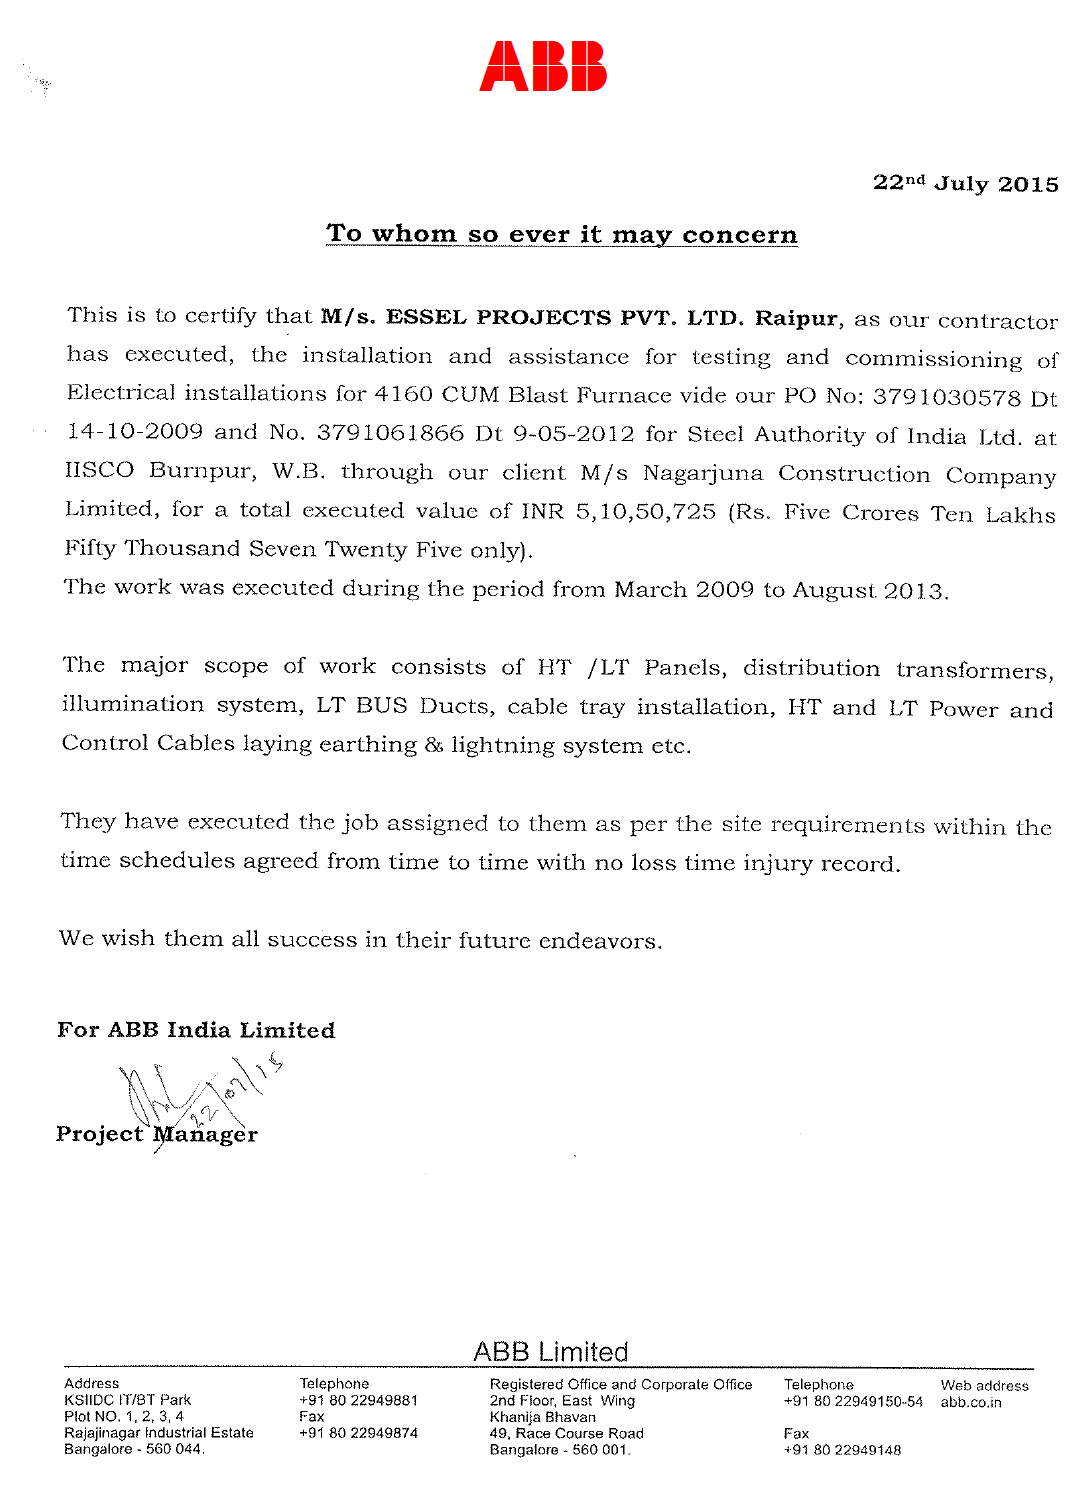 ABB
22nd July 2015
To whom so ever it may concern
This is to certify that M/s. ESSEL PROJECTS PVT. LTD. Raipur, as our contractor
has executed, the installation and assistance for testing and commissioning of
Electrical installations for 4160 CUM Blast Furnace vide our PO No: 3791030578 Dt
14-10-2009 and No. 3791061866 Dt 9-05-2012 for Steel Authority of India Ltd. at
IISCO Burnpur, W.B. through our client M/s Nagarjuna Construction Company
Limited, for a total executed value of INR 5,10,50,725 (Rs. Five Crores Ten Lakhs
Fifty Thousand Seven Twenty Five only).
The work was executed during the period from March 2009 to August 2013.
The major scope of work consists of HT /LT Panels, distribution transformers,
illumination system, LT BUS Ducts, cable tray installation, HT and LT Power and
Control Cables laying earthing & lightning system etc.
They have executed the job assigned to them as per the site requirements within the
time schedules agreed from time to time with no loss time injury record.
We wish them all success in their future endeavors.
For ABB India Limited
22/07/15
Project Manager
ABB Limited
Address
KSIIDC IT/BT Park
Plot NO. 1, 2, 3, 4
Rajajinagar Industrial Estate
Bangalore - 560 044.
Telephone
+91 80 22949881
Fax
+91 80 22949874
Registered Office and Corporate Office
2nd Floor, East Wing
Khanija Bhavan
49, Race Course Road
Bangalore - 560 001.
Telephone
+91 80 22949150-54
Fax
+91 80 22949148
Web address
abb.co.in